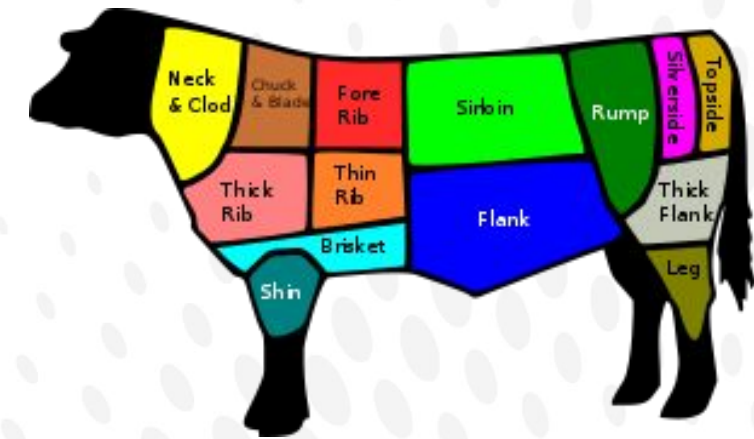 Neck
& Clod
Chuck
& Blade
Fore
Rib
Sirloin
Rump
Silverside
Topside
Thick
Rib
Thin
Rib
Flank
Thick
Flank
Brisket
Shin
Leg